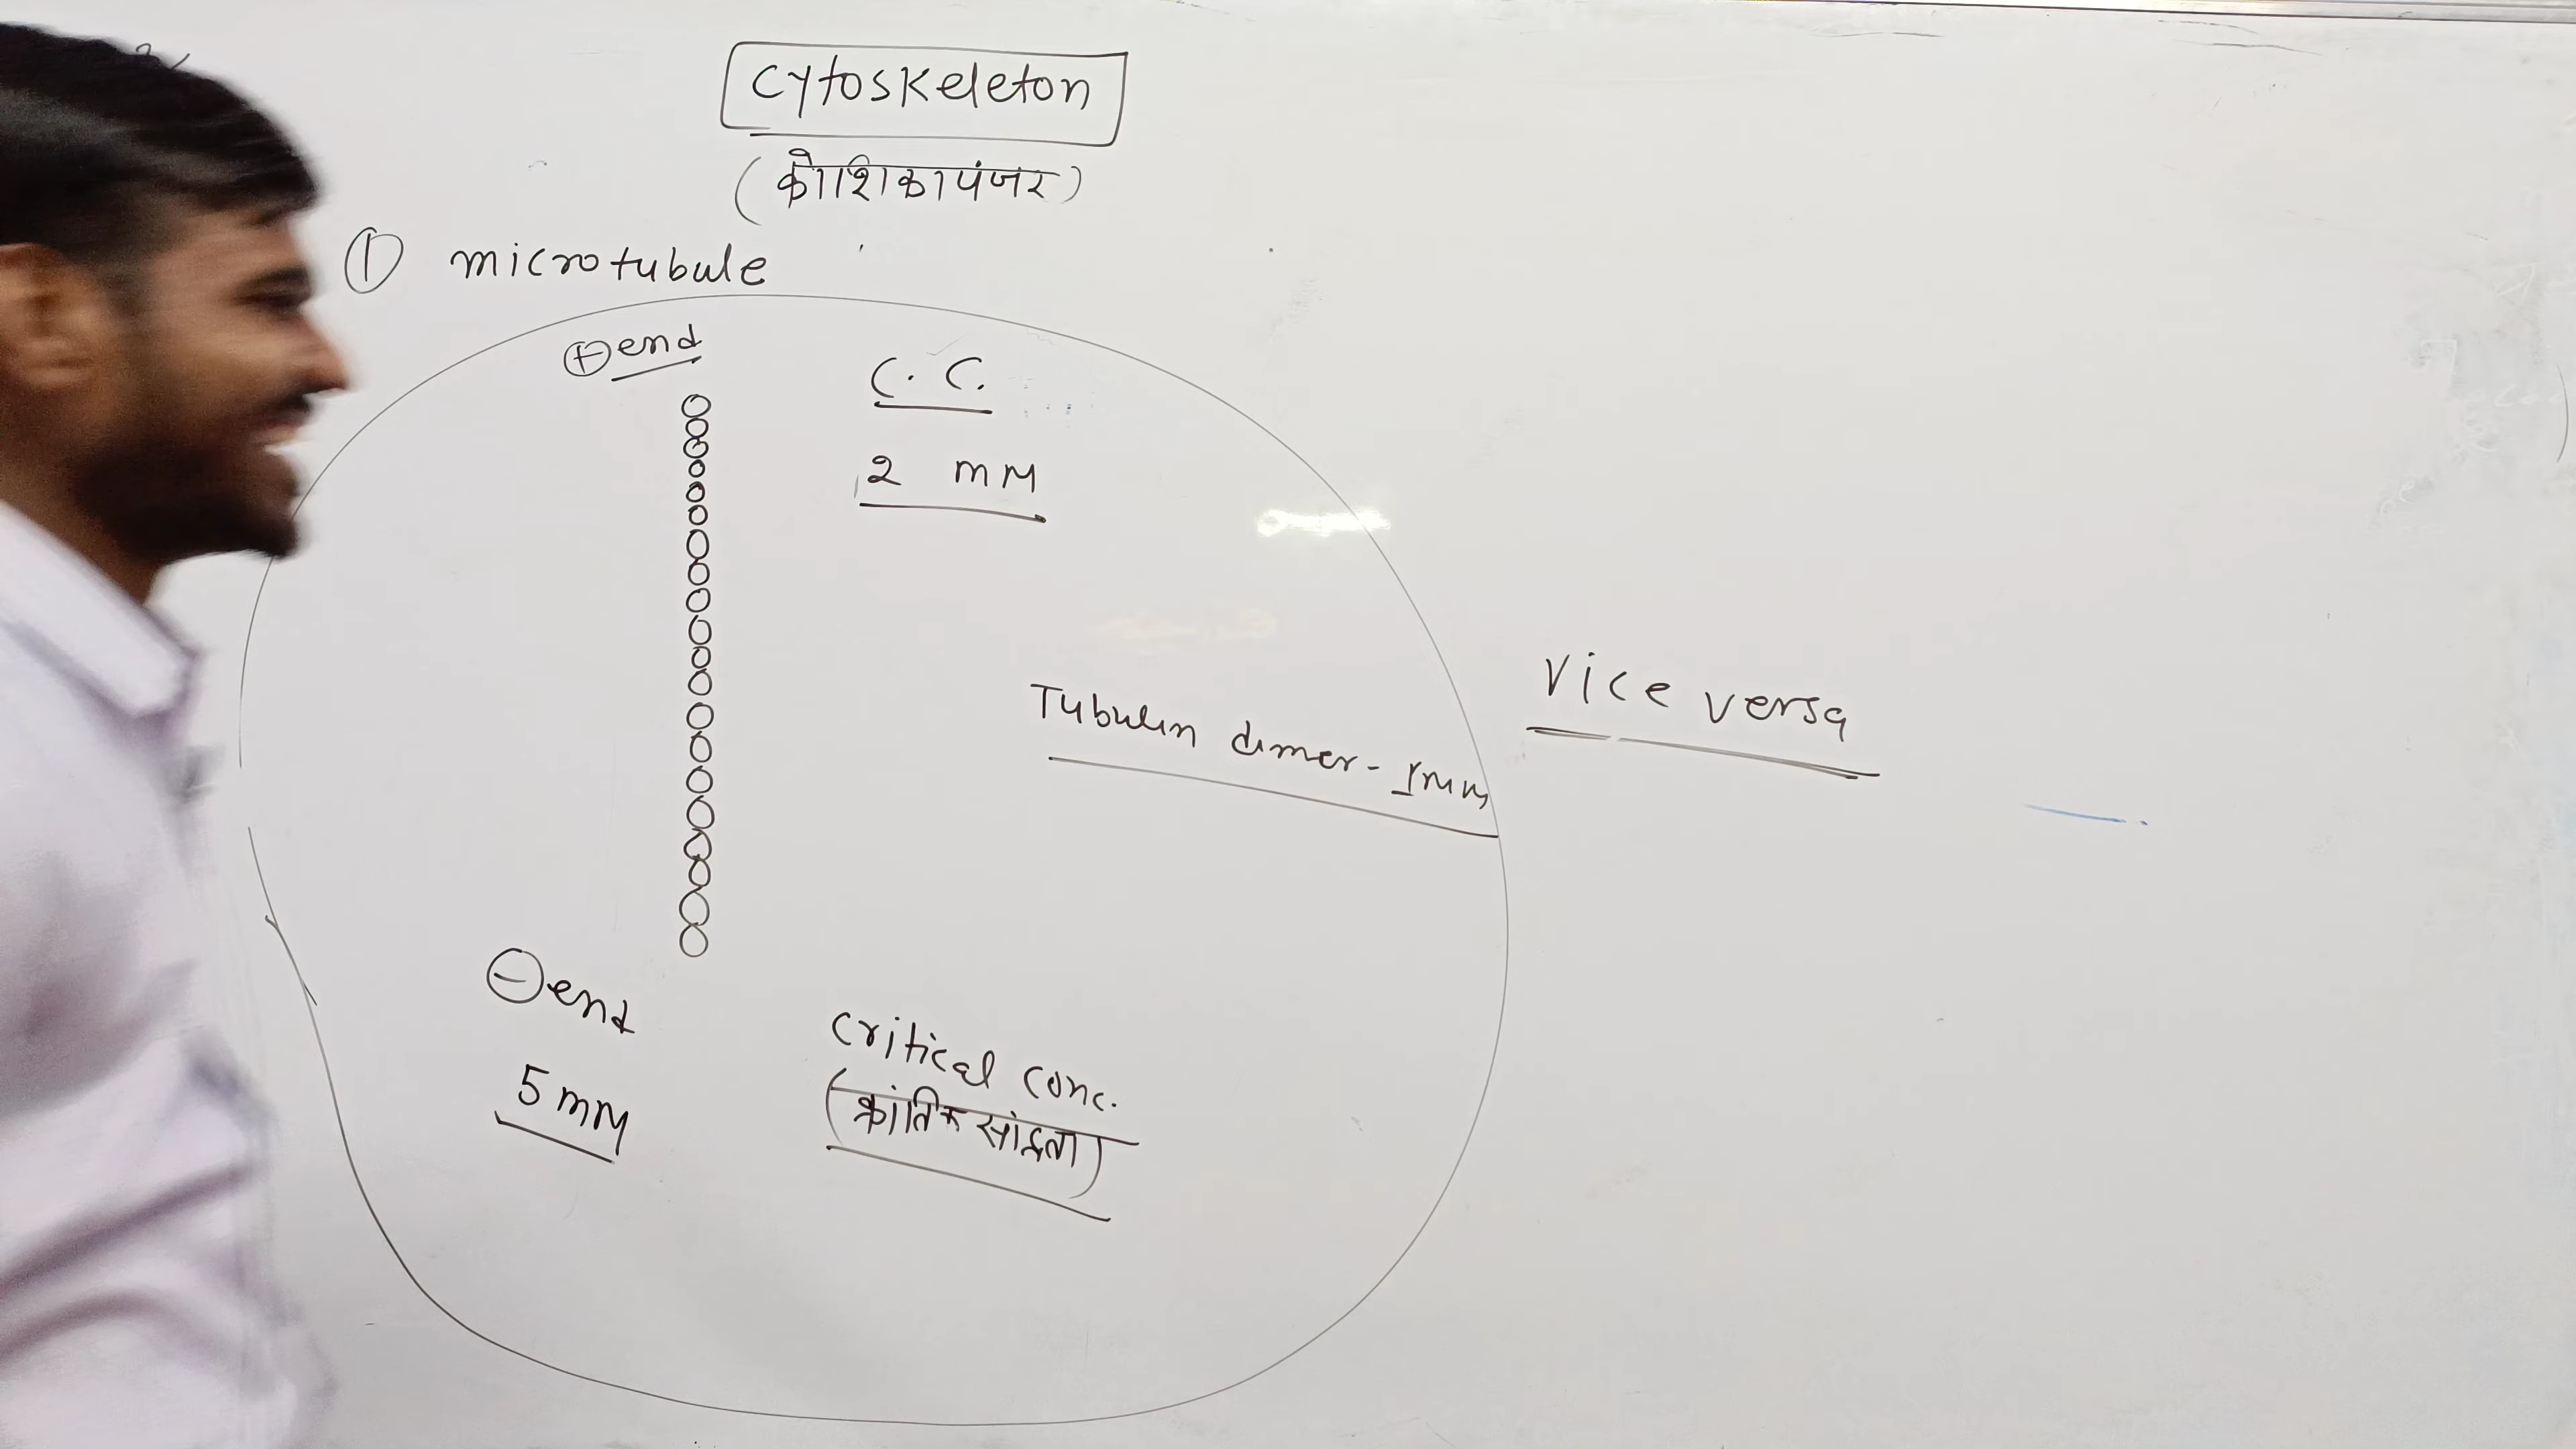 Cytoskeleton
(कोशिकापंजर)
① microtubule
⊕ end
C. C.
2 mM
Tubulin dimer - 1mM
Vice versa
⊖ end
5 mM
Critical conc.
(क्रांतिक सांद्रता)